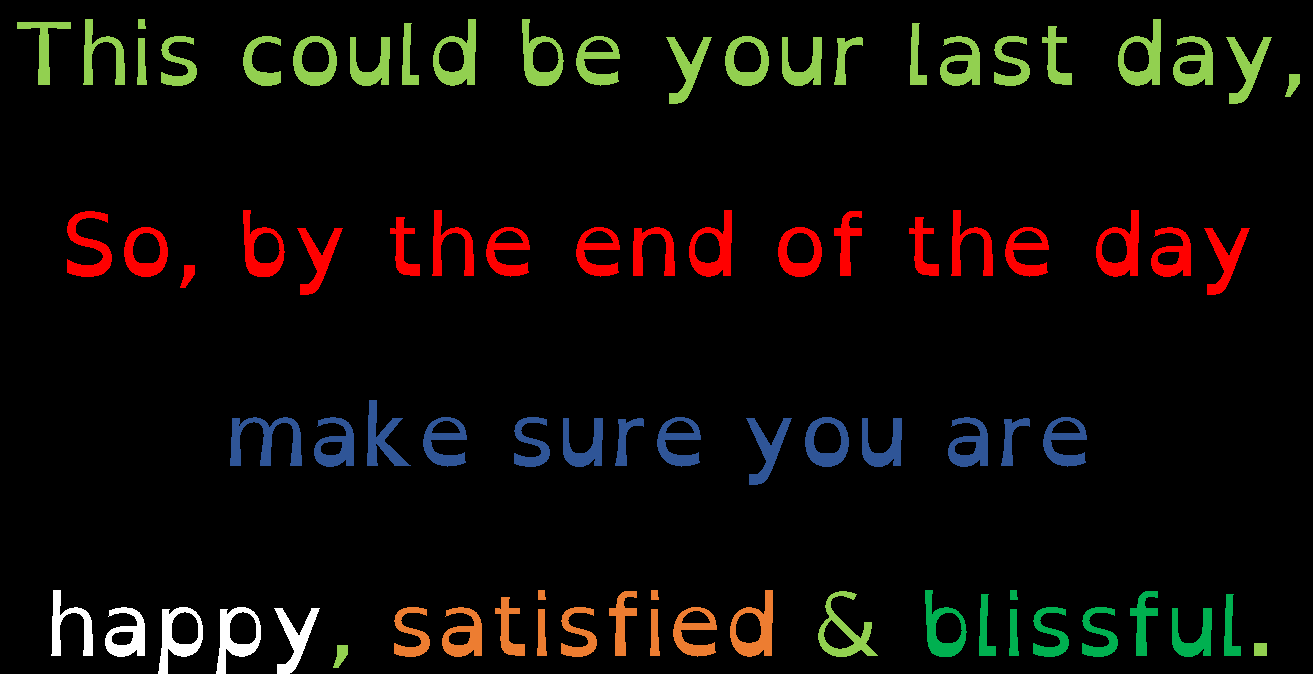 This could be your last day,
So, by the end of the day
make sure you are
happy, satisfied & blissful.